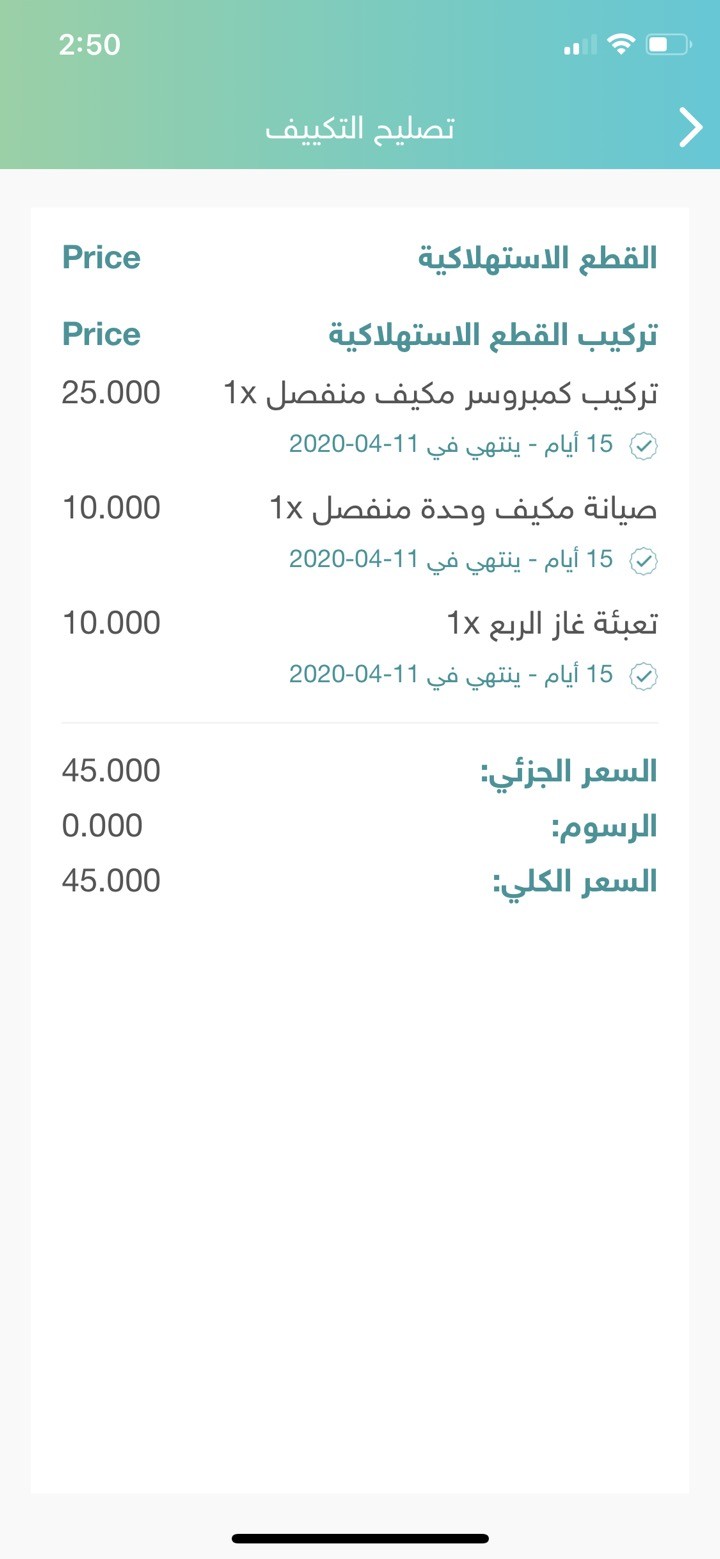 2:50
تصليح التكييف
القطع الاستهلاكية Price
تركيب القطع الاستهلاكية Price
تركيب كمبروسر مكيف منفصل 1x 25.000
15 أيام - ينتهي في 11-04-2020
صيانة مكيف وحدة منفصل 1x 10.000
15 أيام - ينتهي في 11-04-2020
تعبئة غاز الربع 1x 10.000
15 أيام - ينتهي في 11-04-2020
السعر الجزئي: 45.000
الرسوم: 0.000
السعر الكلي: 45.000